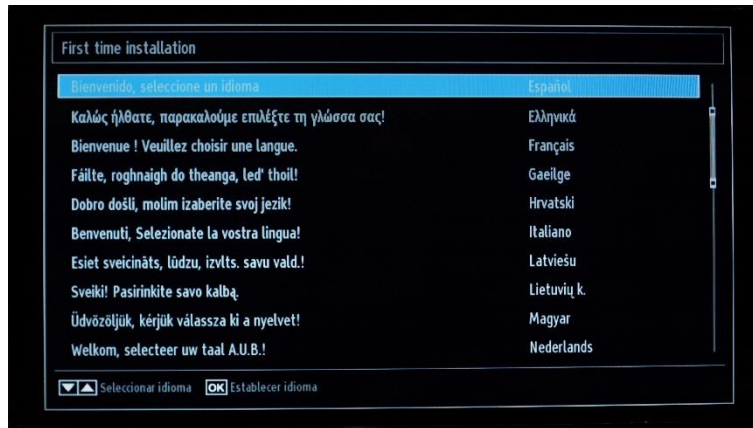 First time installation
Bienvenido, seleccione un idioma Español
Καλώς ήλθατε, παρακαλούμε επιλέξτε τη γλώσσα σας! Ελληνικά
Bienvenue ! Veuillez choisir une langue. Français
Fáilte, roghnaigh do theanga, led' thoil! Gaeilge
Dobro došli, molim izaberite svoj jezik! Hrvatski
Benvenuti, Selezionate la vostra lingua! Italiano
Esiet sveicināts, lūdzu, izvlts. savu vald.! Latviešu
Sveiki! Pasirinkite savo kalbą. Lietuvių k.
Üdvözöljük, kérjük válassza ki a nyelvet! Magyar
Welkom, selecteer uw taal A.U.B.! Nederlands
Seleccionar idioma OK Establecer idioma